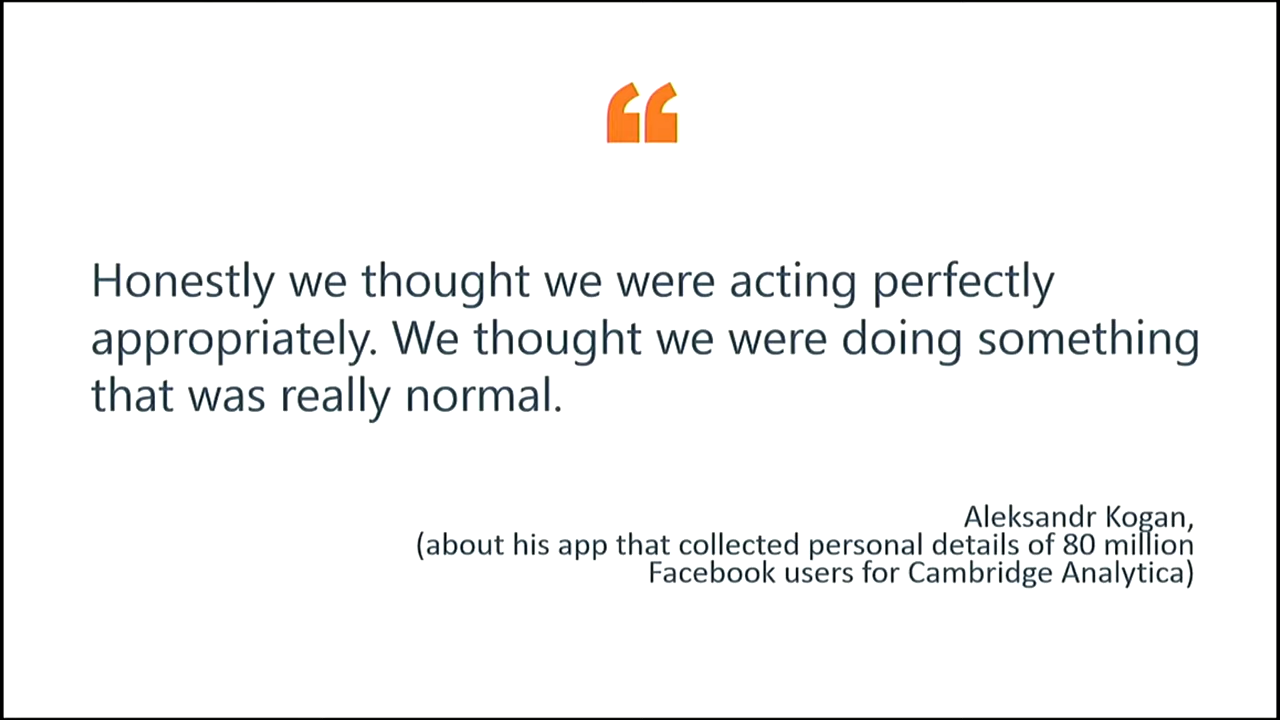 “
Honestly we thought we were acting perfectly
appropriately. We thought we were doing something
that was really normal.
Aleksandr Kogan,
(about his app that collected personal details of 80 million
Facebook users for Cambridge Analytica)